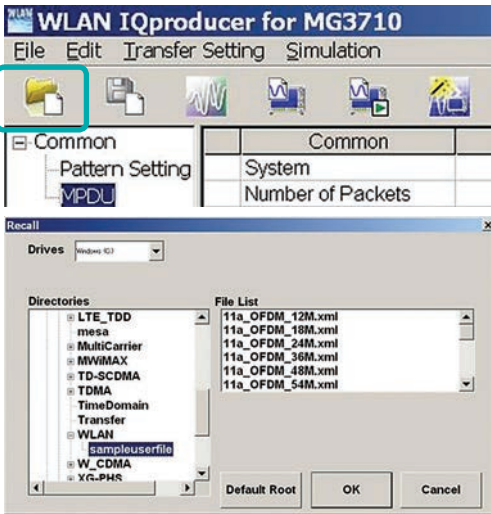 WLAN IQproducer for MG3710
File Edit Transfer Setting Simulation
Common
Pattern Setting
MPDU
Common
System
Number of Packets
Recall
Drives
Directories
LTE_TDD
mesa
MultiCarrier
MWiMAX
TD-SCDMA
TDMA
TimeDomain
Transfer
WLAN
sampleuserfile
W_CDMA
XG-PHS
File List
11a_OFDM_12M.xml
11a_OFDM_18M.xml
11a_OFDM_24M.xml
11a_OFDM_36M.xml
11a_OFDM_48M.xml
11a_OFDM_54M.xml
Default Root OK Cancel